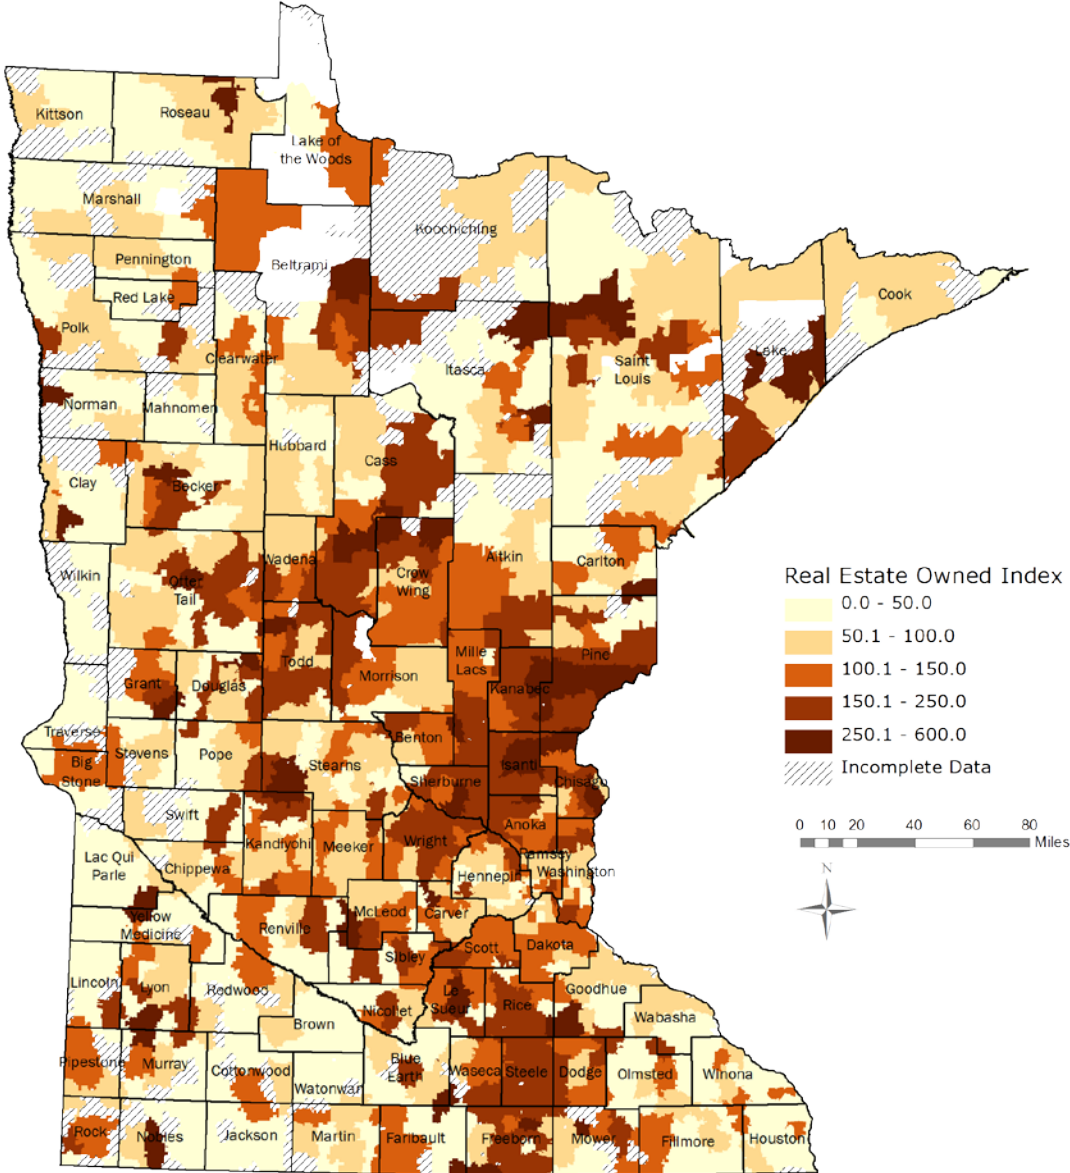 Kittson
Roseau
Lake of
the Woods
Marshall
Koochiching
Pennington
Beltrami
Red Lake
Cook
Polk
Clearwater
Itasca
Saint
Louis
Lake
Norman
Mahnomen
Hubbard
Cass
Clay
Becker
Wadena
Aitkin
Carlton
Wilkin
Otter
Tail
Crow
Wing
Mille
Lacs
Pine
Todd
Morrison
Kanabec
Grant
Douglas
Traverse
Benton
Stevens
Pope
Stearns
Isanti
Big
Stone
Sherburne
Chisago
Swift
Anoka
Kandiyohi
Meeker
Wright
Ramsey
Lac Qui
Parle
Chippewa
Hennepin
Washington
McLeod
Carver
Yellow
Medicine
Renville
Scott
Dakota
Sibley
Lincoln
Lyon
Redwood
Le
Sueur
Goodhue
Nicollet
Rice
Brown
Wabasha
Pipestone
Murray
Cottonwood
Blue
Earth
Waseca
Steele
Dodge
Olmsted
Winona
Watonwan
Rock
Nobles
Jackson
Martin
Faribault
Freeborn
Mower
Fillmore
Houston
Real Estate Owned Index
0.0 - 50.0
50.1 - 100.0
100.1 - 150.0
150.1 - 250.0
250.1 - 600.0
Incomplete Data
0 10 20 40 60 80
Miles
N